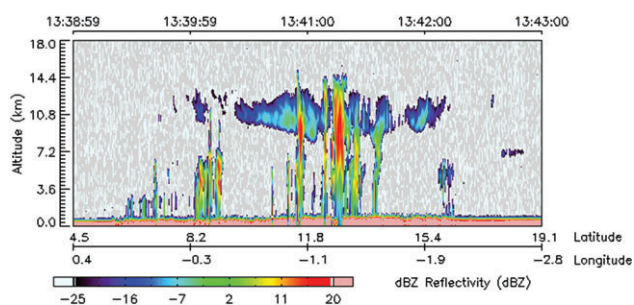 13:38:59 13:39:59 13:41:00 13:42:00 13:43:00
18.0
14.4
10.8
7.2
3.6
0.0
Altitude (km)
4.5 8.2 11.8 15.4 19.1 Latitude
0.4 -0.3 -1.1 -1.9 -2.8 Longitude
-25 -16 -7 2 11 20 dBZ Reflectivity (dBZ)